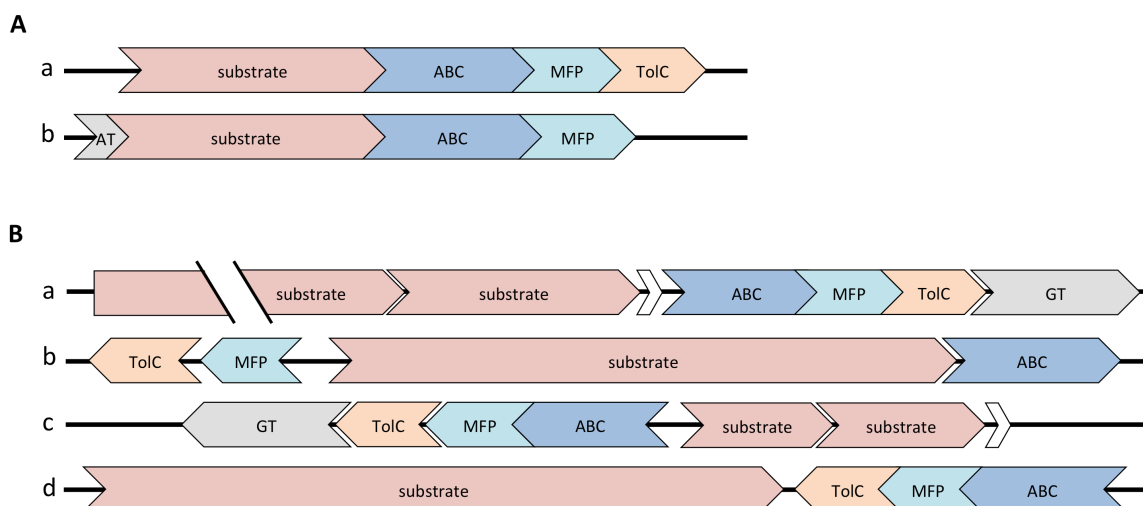 A
a substrate ABC MFP TolC
b AT substrate ABC MFP
B
a substrate substrate ABC MFP TolC GT
b TolC MFP substrate ABC
c GT TolC MFP ABC substrate substrate
d substrate TolC MFP ABC